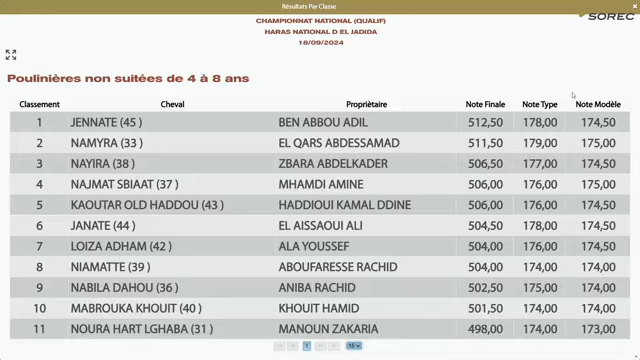 Résultats Par Classe
SOREC
CHAMPIONNAT NATIONAL (QUALIF)
HARAS NATIONAL D EL JADIDA
18/09/2024
Poulinières non suitées de 4 à 8 ans
Classement Cheval Propriètaire Note Finale Note Type Note Modèle
1 JENNATE (45 ) BEN ABBOU ADIL 512,50 178,00 174,50
2 NAMYRA (33 ) EL QARS ABDESSAMAD 511,50 179,00 175,00
3 NAYIRA (38 ) ZBARA ABDELKADER 506,50 177,00 174,50
4 NAJMAT SBIAAT (37 ) MHAMDI AMINE 506,00 176,00 175,00
5 KAOUTAR OLD HADDOU (43 ) HADDIOUI KAMAL DDINE 506,00 176,00 174,50
6 JANATE (44 ) EL AISSAOUI ALI 504,50 178,00 174,50
7 LOIZA ADHAM (42 ) ALA YOUSSEF 504,00 176,00 174,50
8 NIAMATTE (39 ) ABOUFARESSE RACHID 504,00 174,00 174,00
9 NABILA DAHOU (36 ) ANIBA RACHID 502,50 175,00 174,00
10 MABROUKA KHOUIT (40 ) KHOUIT HAMID 501,50 174,00 174,00
11 NOURA HART LGHABA (31 ) MANOUN ZAKARIA 498,00 174,00 173,00
1 15